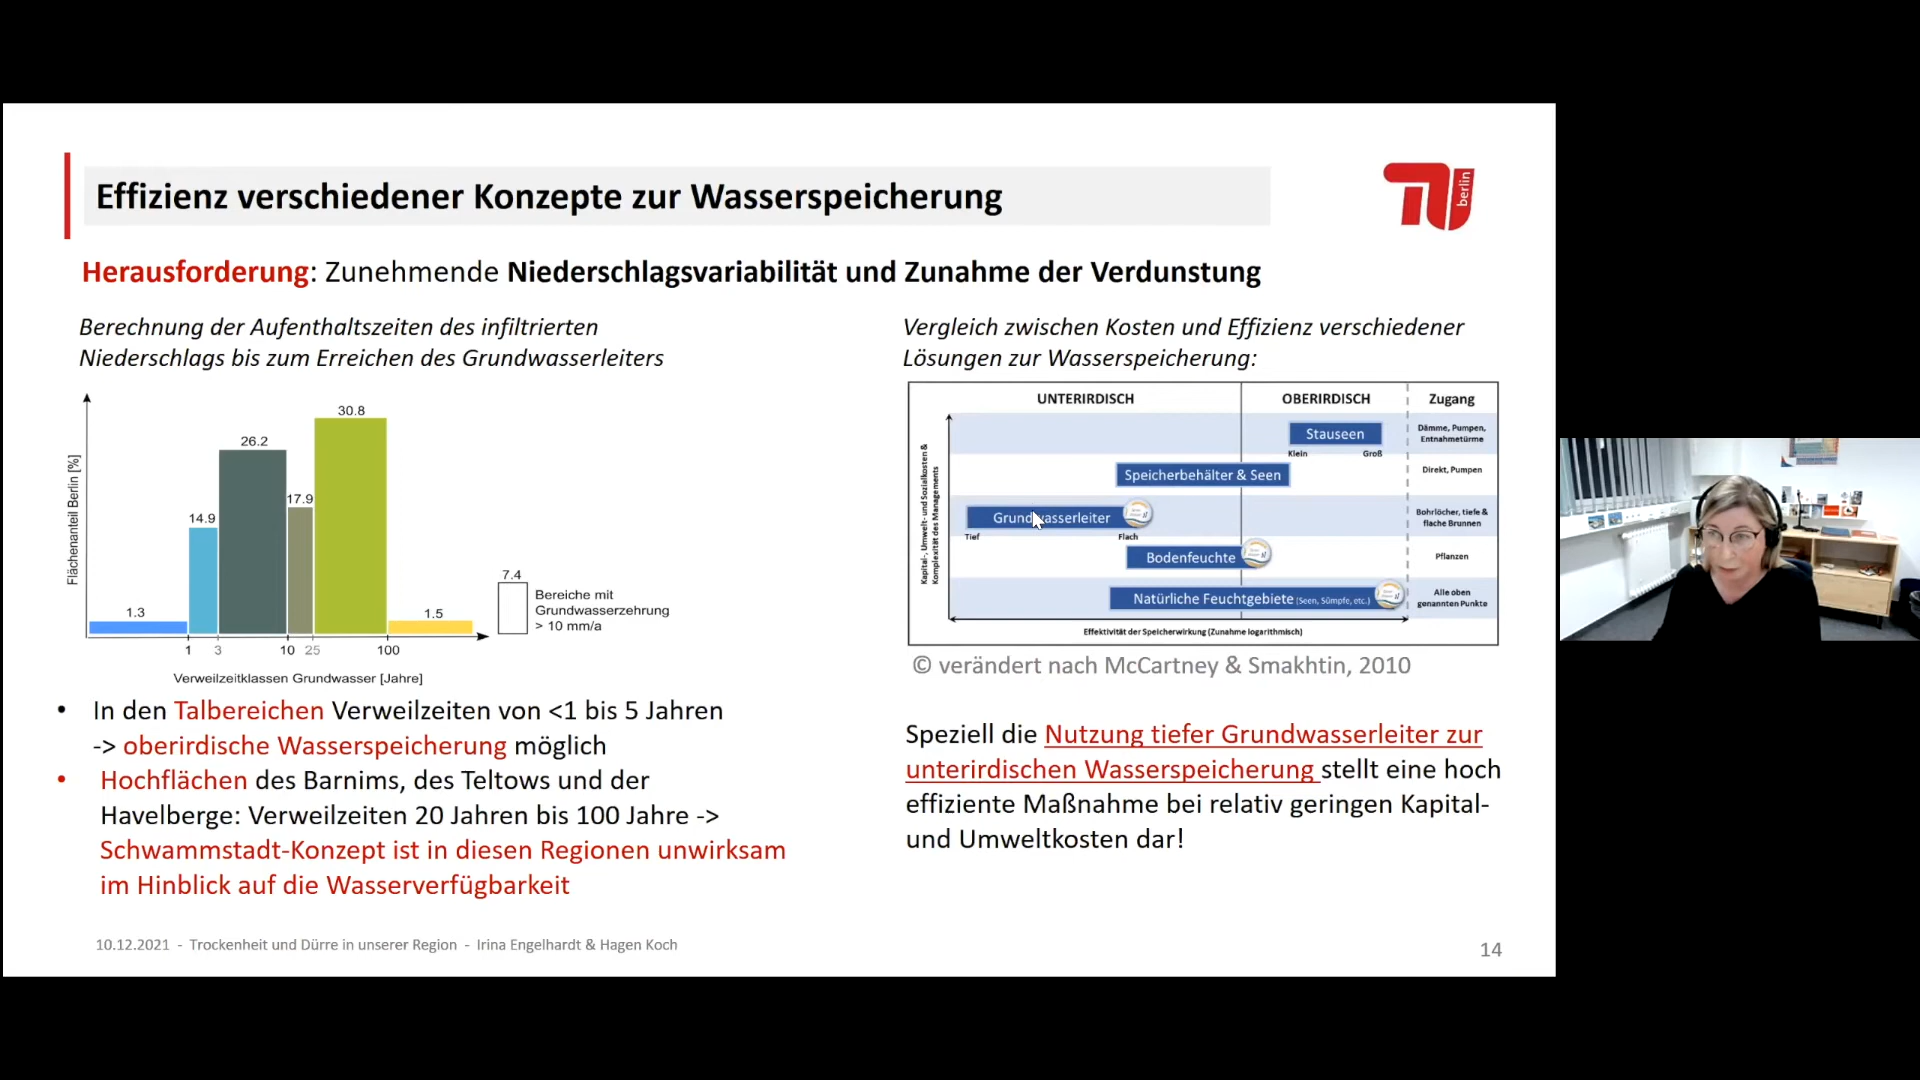 Effizienz verschiedener Konzepte zur Wasserspeicherung
berlin
Herausforderung: Zunehmende Niederschlagsvariabilität und Zunahme der Verdunstung
Berechnung der Aufenthaltszeiten des infiltrierten
Niederschlags bis zum Erreichen des Grundwasserleiters
Flächenanteil Berlin [%]
1.3
14.9
26.2
17.9
30.8
1.5
7.4
Bereiche mit
Grundwasserzehrung
> 10 mm/a
1 3 10 25 100
Verweilzeitklassen Grundwasser [Jahre]
• In den Talbereichen Verweilzeiten von <1 bis 5 Jahren
-> oberirdische Wasserspeicherung möglich
• Hochflächen des Barnims, des Teltows und der
Havelberge: Verweilzeiten 20 Jahren bis 100 Jahre ->
Schwammstadt-Konzept ist in diesen Regionen unwirksam
im Hinblick auf die Wasserverfügbarkeit
Vergleich zwischen Kosten und Effizienz verschiedener
Lösungen zur Wasserspeicherung:
UNTERIRDISCH OBERIRDISCH Zugang
Kapital-, Umwelt- und Sozialkosten &
Komplexität des Managements
Stauseen
Klein Groß
Dämme, Pumpen,
Entnahmetürme
Speicherbehälter & Seen
Direkt, Pumpen
Grundwasserleiter
Tief Flach
Bohrlöcher, tiefe &
flache Brunnen
Bodenfeuchte
Pflanzen
Natürliche Feuchtgebiete (Seen, Sümpfe, etc.)
Alle oben
genannten Punkte
Effektivität der Speicherwirkung (Zunahme logarithmisch)
© verändert nach McCartney & Smakhtin, 2010
Speziell die Nutzung tiefer Grundwasserleiter zur
unterirdischen Wasserspeicherung stellt eine hoch
effiziente Maßnahme bei relativ geringen Kapital-
und Umweltkosten dar!
10.12.2021 - Trockenheit und Dürre in unserer Region - Irina Engelhardt & Hagen Koch
14